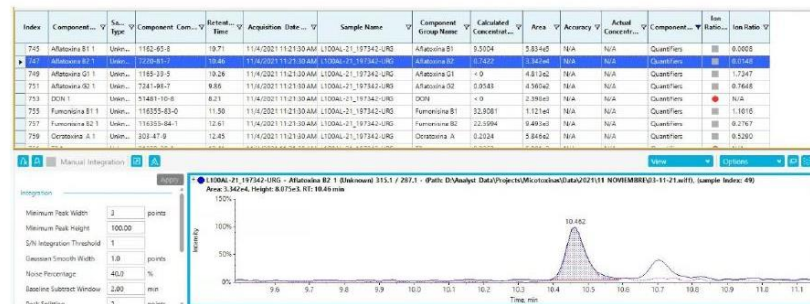 Index Component... Sa... Type Component Com... Retent... Time Acquisition Date ... Sample Name Component Group Name Calculated Concentrat... Area Accuracy Actual Concentr... Component... Ion Ratio... Ion Ratio
745 Aflatoxina B1 1 Unkn... 1162-65-8 10.71 11/4/2021 11:21:30 AM L100AL-21_197342-URG Aflatoxina B1 9.5004 5.834e5 N/A N/A Quantifiers 0.0008
747 Aflatoxina B2 1 Unkn... 7220-81-7 10.46 11/4/2021 11:21:30 AM L100AL-21_197342-URG Aflatoxina B2 0.7422 3.342e4 N/A N/A Quantifiers 0.0148
749 Aflatoxina G1 1 Unkn... 1165-39-5 10.26 11/4/2021 11:21:30 AM L100AL-21_197342-URG Aflatoxina G1 < 0 4.813e2 N/A N/A Quantifiers 1.7347
751 Aflatoxina G2 1 Unkn... 7241-98-7 9.86 11/4/2021 11:21:30 AM L100AL-21_197342-URG Aflatoxina G2 0.0543 4.560e2 N/A N/A Quantifiers 0.7648
753 DON 1 Unkn... 51481-10-8 8.21 11/4/2021 11:21:30 AM L100AL-21_197342-URG DON < 0 2.390e3 N/A N/A Quantifiers N/A
755 Fumonisina B1 1 Unkn... 116355-83-0 11.50 11/4/2021 11:21:30 AM L100AL-21_197342-URG Fumonisina B1 32.9081 1.121e4 N/A N/A Quantifiers 1.1016
757 Fumonisina B2 1 Unkn... 116355-84-1 12.61 11/4/2021 11:21:30 AM L100AL-21_197342-URG Fumonisina B2 22.5994 9.493e3 N/A N/A Quantifiers 0.2767
759 Ocratoxina A 1 Unkn... 303-47-9 12.45 11/4/2021 11:21:30 AM L100AL-21_197342-URG Ocratoxina A 0.2024 5.846e2 N/A N/A Quantifiers 0.5290
Manual Integration View Options
Apply
Integration
Minimum Peak Width 3 points
Minimum Peak Height 100.00
S/N Integration Threshold 1
Gaussian Smooth Width 1.0 points
Noise Percentage 40.0 %
Baseline Subtract Window 2.00 min
Peak Splitting 2 points
L100AL-21_197342-URG - Aflatoxina B2 1 (Unknown) 315.1 / 287.1 - (Path: D:\Analyst Data\Projects\Micotoxinas\Data\2021\11 NOVIEMBRE\03-11-21.wiff), (sample Index: 49)
Area: 3.342e4, Height: 8.075e3, RT: 10.46 min
150%
100%
50%
0%
Intensity
10.462
9.6 9.7 9.8 9.9 10.0 10.1 10.2 10.3 10.4 10.5 10.6 10.7 10.8 10.9 11.0 11.1
Time, min